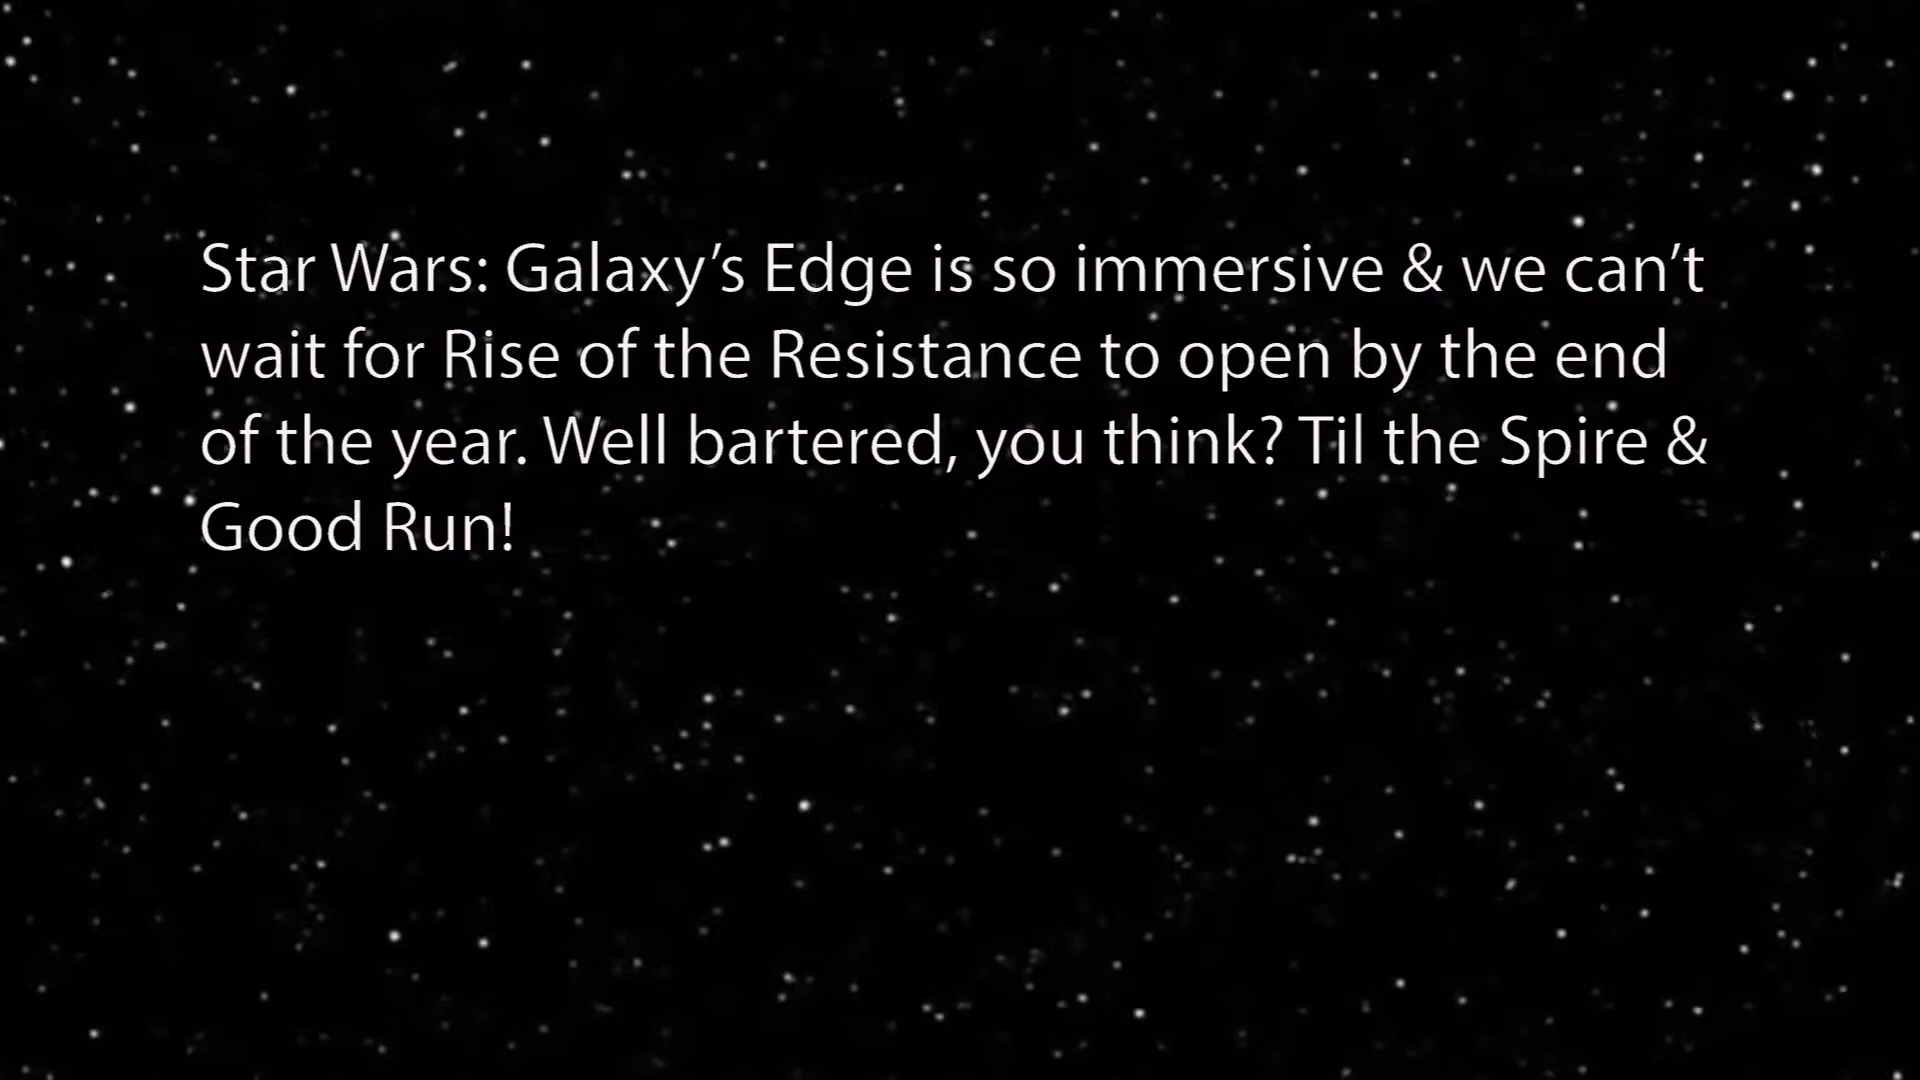 Star Wars: Galaxy’s Edge is so immersive & we can’t
wait for Rise of the Resistance to open by the end
of the year. Well bartered, you think? Til the Spire &
Good Run!